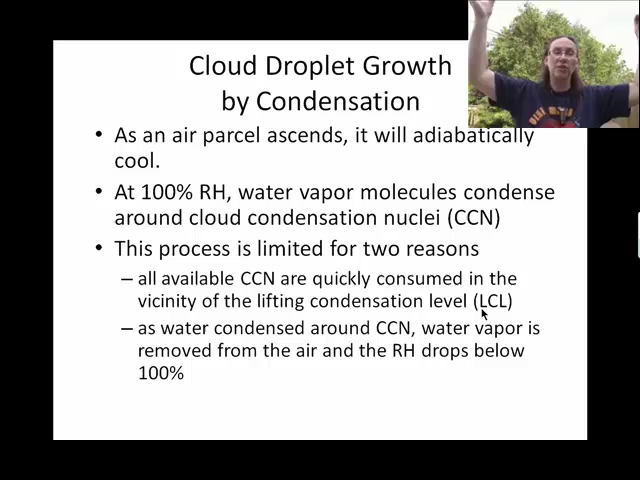 Cloud Droplet Growth
by Condensation
• As an air parcel ascends, it will adiabatically
cool.
• At 100% RH, water vapor molecules condense
around cloud condensation nuclei (CCN)
• This process is limited for two reasons
– all available CCN are quickly consumed in the
vicinity of the lifting condensation level (LCL)
– as water condensed around CCN, water vapor is
removed from the air and the RH drops below
100%